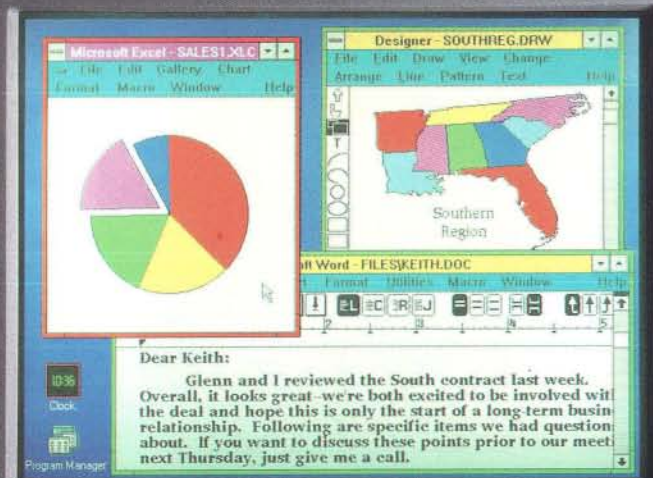 Microsoft Excel - SALES1.XLC
File Edit Gallery Chart
Format Macro Window Help
Designer - SOUTHREG.DRW
File Edit Draw View Change
Arrange Line Pattern Text Help
T
Southern
Region
ft Word - FILES\KEITH.DOC
Format Utilities Macro Window Help
L C R J
2 3 4 5
Dear Keith:
Glenn and I reviewed the South contract last week.
Overall, it looks great--we're both excited to be involved wit
the deal and hope this is only the start of a long-term busin
relationship. Following are specific items we had question
about. If you want to discuss these points prior to our meet
next Thursday, just give me a call.
10:36
Clock
Program Manager